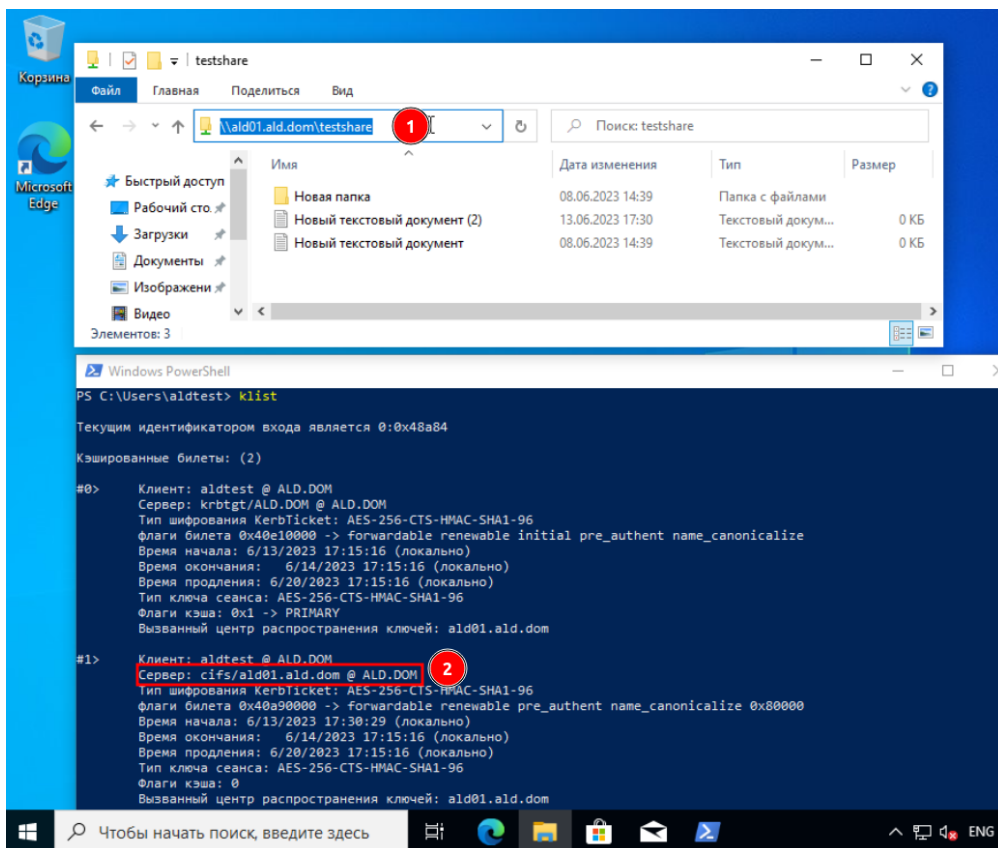 Корзина
Microsoft
Edge
testshare
Файл Главная Поделиться Вид
\\ald01.ald.dom\testshare
1
Поиск: testshare
Имя Дата изменения Тип Размер
Быстрый доступ
Рабочий сто.
Загрузки
Документы
Изображени
Видео
Новая папка 08.06.2023 14:39 Папка с файлами
Новый текстовый документ (2) 13.06.2023 17:30 Текстовый докум... 0 КБ
Новый текстовый документ 08.06.2023 14:39 Текстовый докум... 0 КБ
Элементов: 3
Windows PowerShell
PS C:\Users\aldtest> klist
Текущим идентификатором входа является 0:0x48a84
Кэшированные билеты: (2)
#0> Клиент: aldtest @ ALD.DOM
Сервер: krbtgt/ALD.DOM @ ALD.DOM
Тип шифрования KerbTicket: AES-256-CTS-HMAC-SHA1-96
флаги билета 0x40e10000 -> forwardable renewable initial pre_authent name_canonicalize
Время начала: 6/13/2023 17:15:16 (локально)
Время окончания: 6/14/2023 17:15:16 (локально)
Время продления: 6/20/2023 17:15:16 (локально)
Тип ключа сеанса: AES-256-CTS-HMAC-SHA1-96
Флаги кэша: 0x1 -> PRIMARY
Вызванный центр распространения ключей: ald01.ald.dom
#1> Клиент: aldtest @ ALD.DOM
Сервер: cifs/ald01.ald.dom @ ALD.DOM
2
Тип шифрования KerbTicket: AES-256-CTS-HMAC-SHA1-96
флаги билета 0x40a90000 -> forwardable renewable pre_authent name_canonicalize 0x80000
Время начала: 6/13/2023 17:30:29 (локально)
Время окончания: 6/14/2023 17:15:16 (локально)
Время продления: 6/20/2023 17:15:16 (локально)
Тип ключа сеанса: AES-256-CTS-HMAC-SHA1-96
Флаги кэша: 0
Вызванный центр распространения ключей: ald01.ald.dom
Чтобы начать поиск, введите здесь
ENG